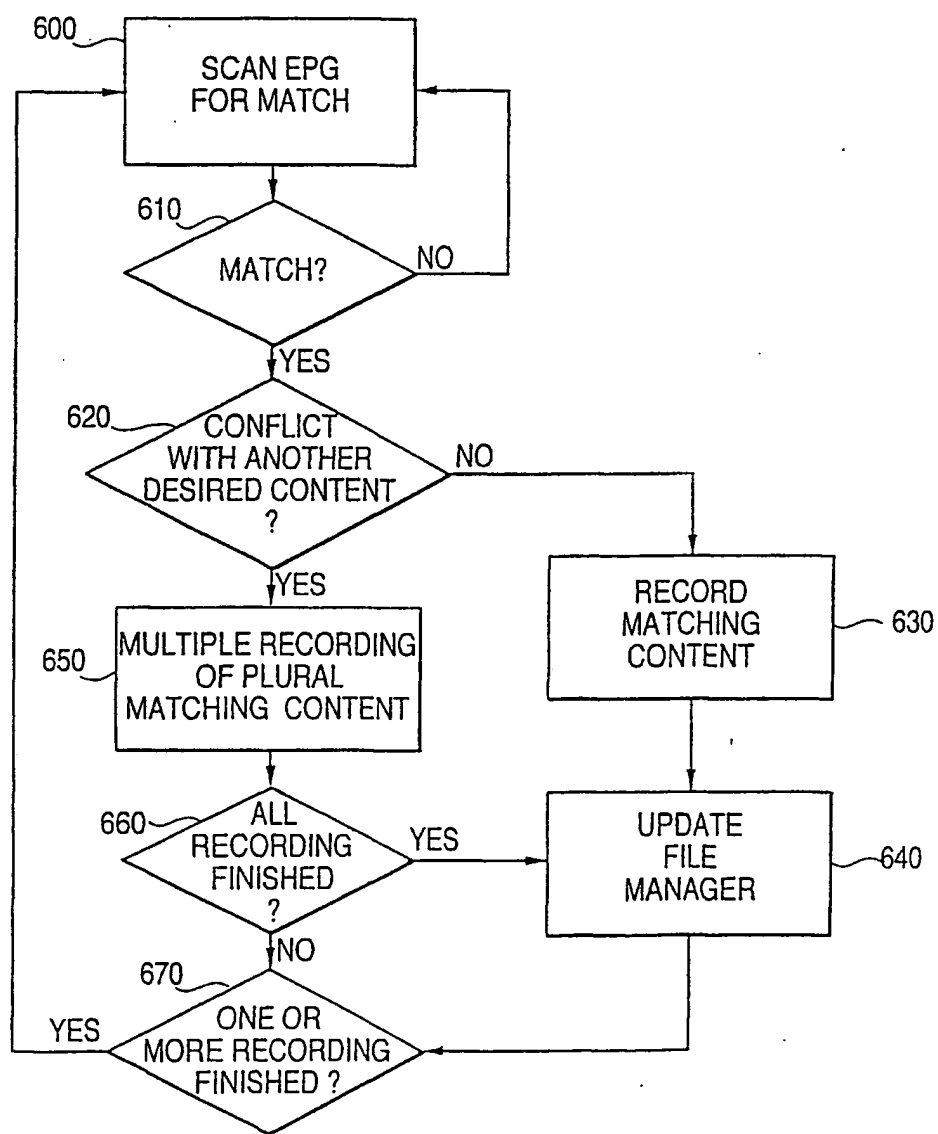 600
SCAN EPG
FOR MATCH
610
MATCH?
NO
YES
620
CONFLICT
WITH ANOTHER
DESIRED CONTENT
?
NO
YES
RECORD
MATCHING
CONTENT
630
650
MULTIPLE RECORDING
OF PLURAL
MATCHING CONTENT
660
ALL
RECORDING
FINISHED
?
YES
UPDATE
FILE
MANAGER
640
NO
670
YES
ONE OR
MORE RECORDING
FINISHED ?